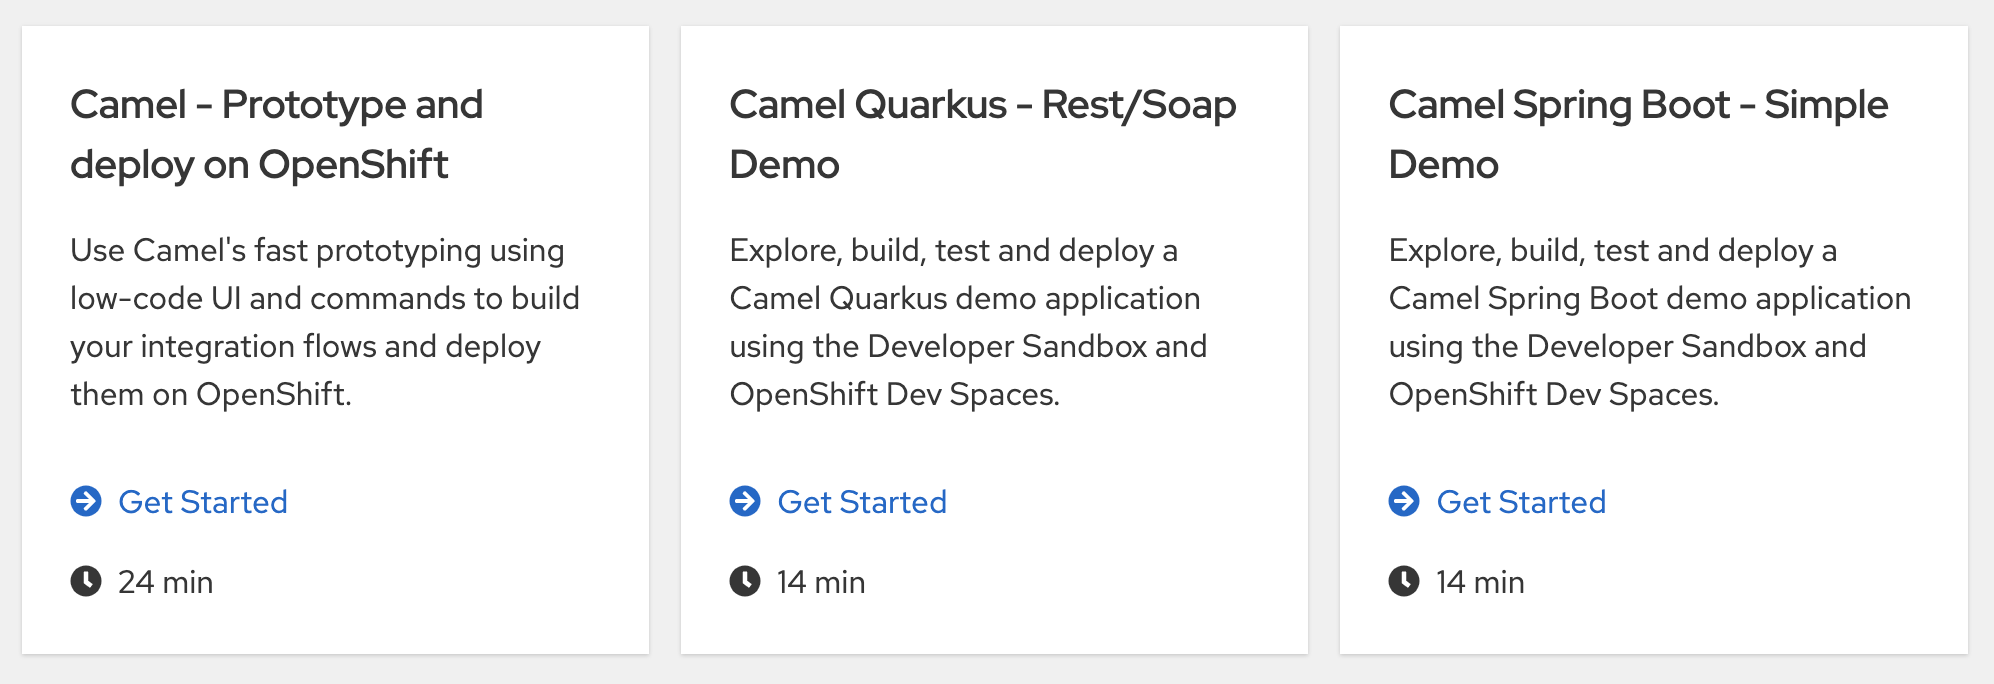 Camel - Prototype and
deploy on OpenShift
Use Camel's fast prototyping using
low-code UI and commands to build
your integration flows and deploy
them on OpenShift.
Get Started
24 min
Camel Quarkus - Rest/Soap
Demo
Explore, build, test and deploy a
Camel Quarkus demo application
using the Developer Sandbox and
OpenShift Dev Spaces.
Get Started
14 min
Camel Spring Boot - Simple
Demo
Explore, build, test and deploy a
Camel Spring Boot demo application
using the Developer Sandbox and
OpenShift Dev Spaces.
Get Started
14 min